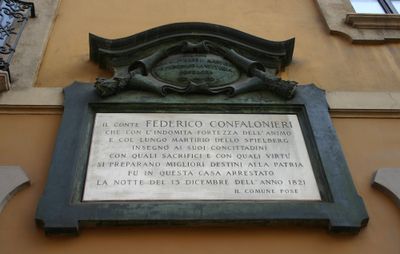 IL CONTE FEDERICO CONFALONIERI
CHE CON L'INDOMITA FORTEZZA DELL'ANIMO
E COL LUNGO MARTIRIO DELLO SPIELBERG
INSEGNO AI SUOI CONCITTADINI
CON QUALI SACRIFICI E CON QUALI VIRTÙ
SI PREPARANO MIGLIORI DESTINI ALLA PATRIA
FU IN QUESTA CASA ARRESTATO
LA NOTTE DEL 13 DICEMBRE DELL'ANNO 1821
IL COMUNE POSE